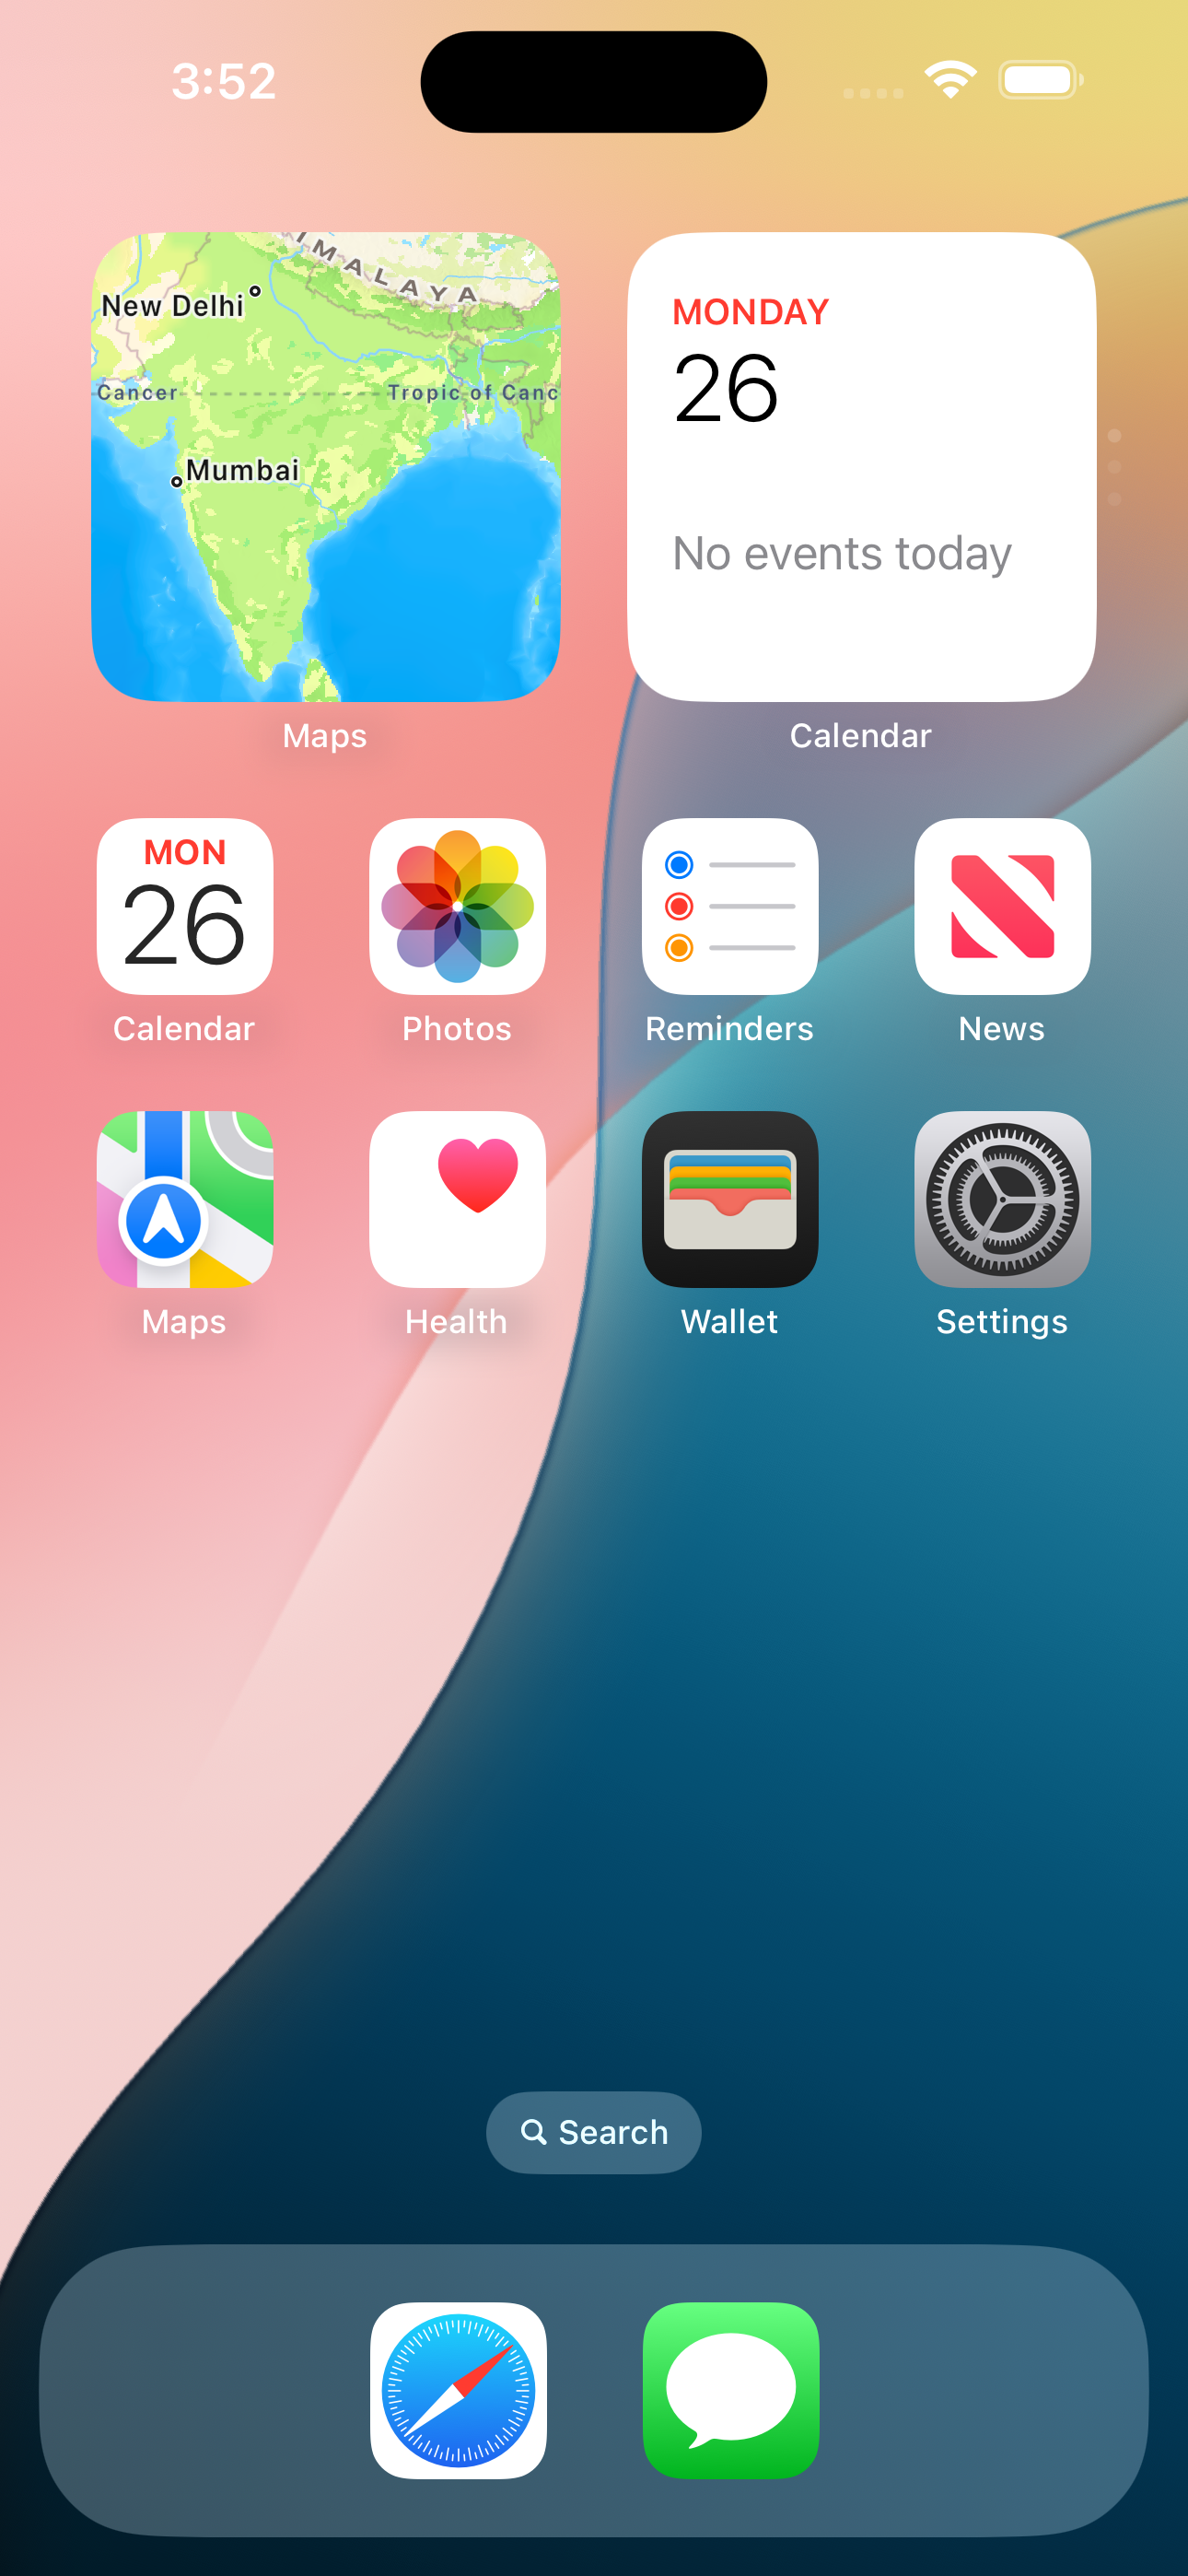 3:52
IMALAYA
New Delhi
Cancer
Tropic of Canc
Mumbai
Maps
MONDAY
26
No events today
Calendar
MON
26
Calendar
Photos
Reminders
News
Maps
Health
Wallet
Settings
Search